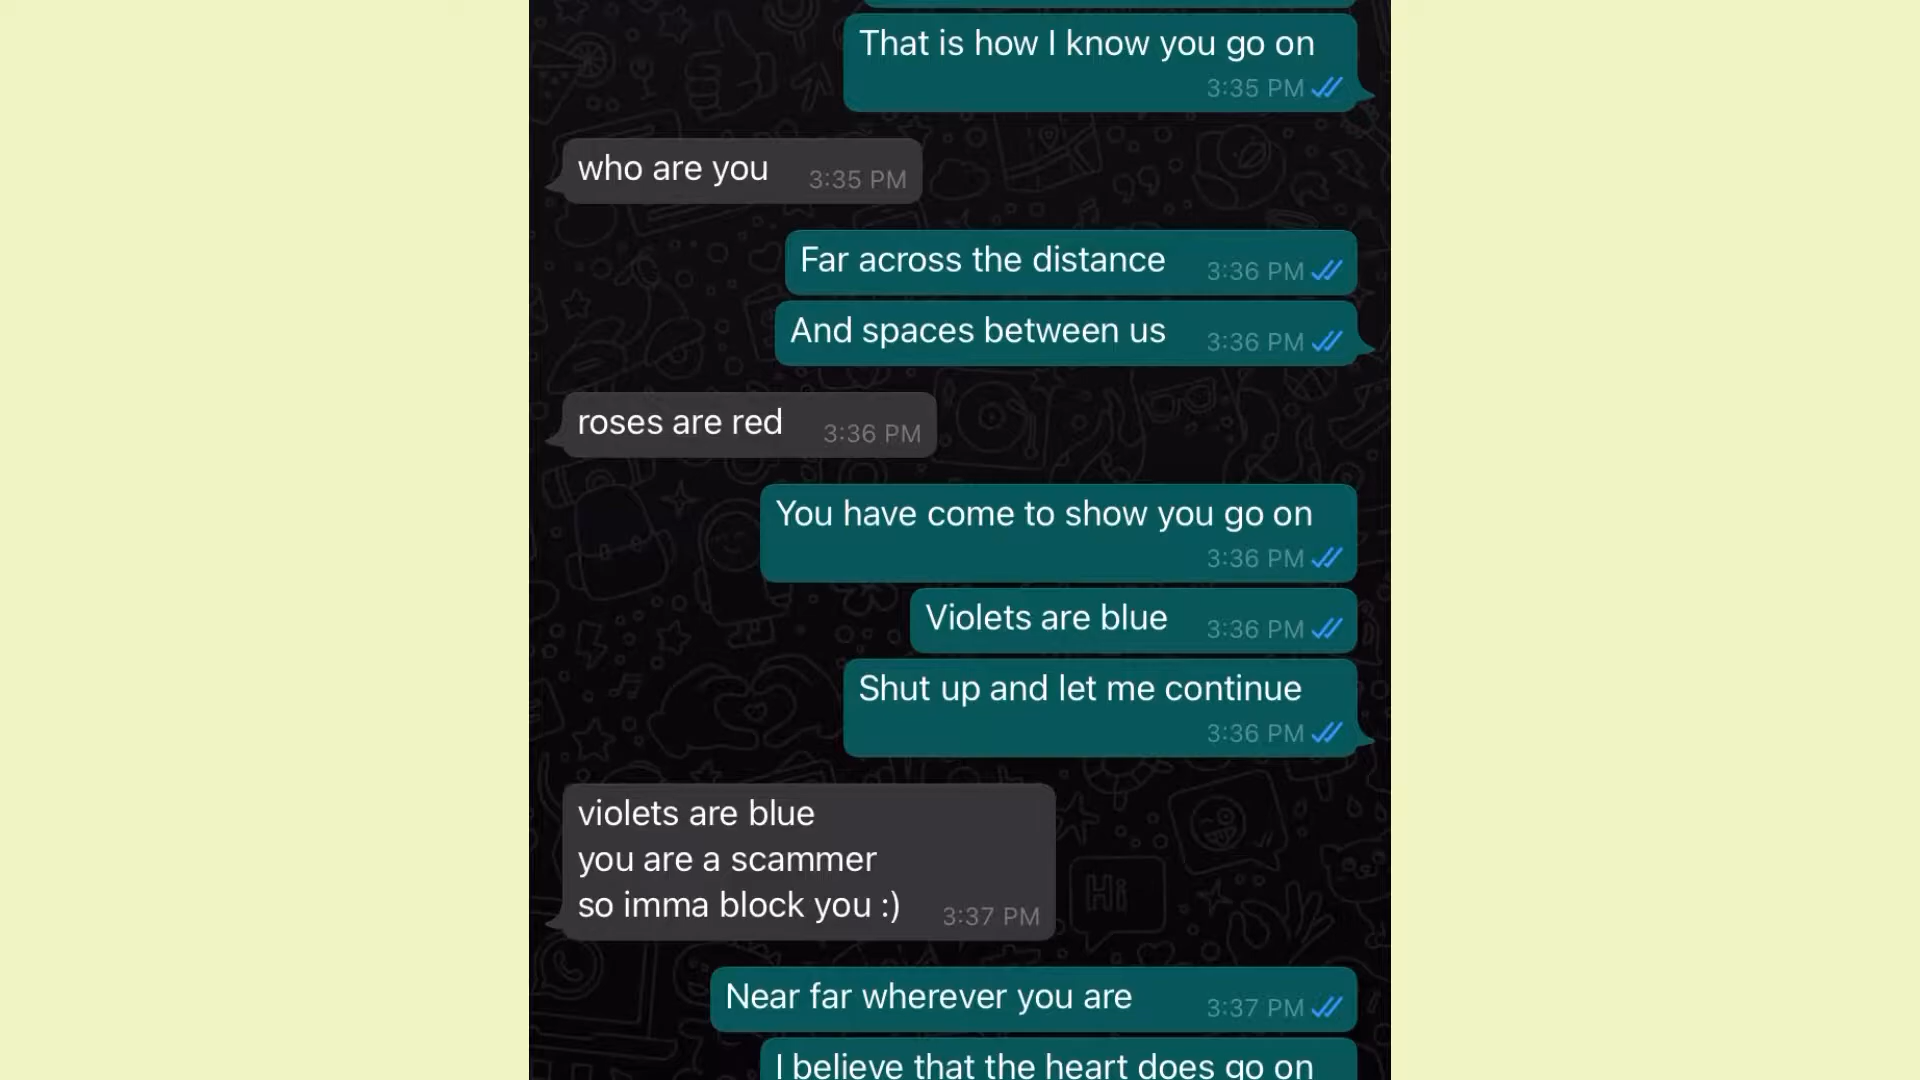 That is how I know you go on
3:35 PM
who are you
3:35 PM
Far across the distance
3:36 PM
And spaces between us
3:36 PM
roses are red
3:36 PM
You have come to show you go on
3:36 PM
Violets are blue
3:36 PM
Shut up and let me continue
3:36 PM
violets are blue
you are a scammer
so imma block you :)
3:37 PM
Hi
Near far wherever you are
3:37 PM
I believe that the heart does go on